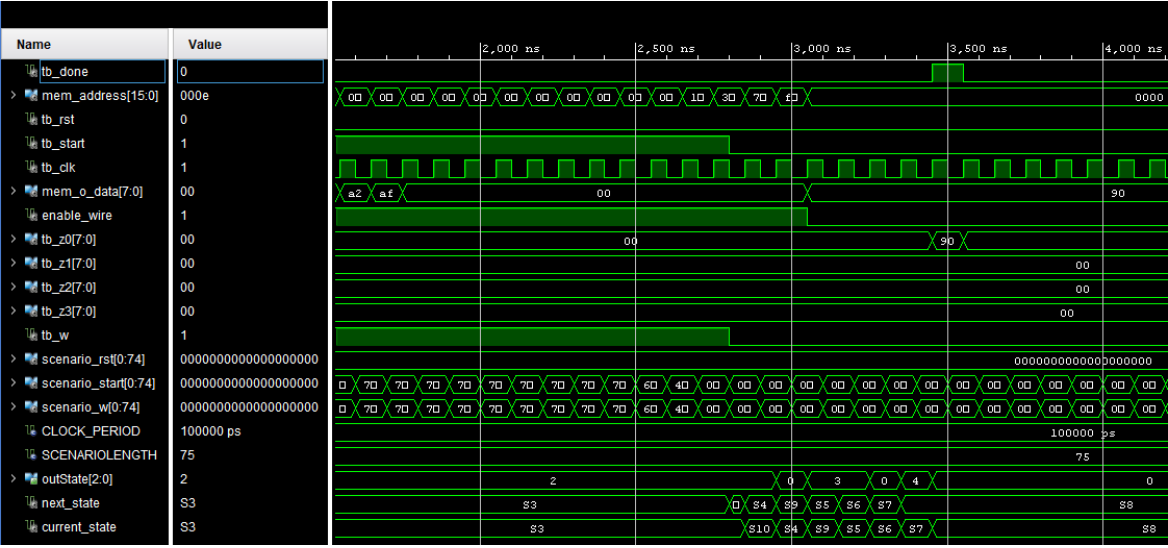 Name Value
2,000 ns 2,500 ns 3,000 ns 3,500 ns 4,000 ns
tb_done 0
mem_address[15:0] 000e 00 00 00 00 00 00 00 00 00 00 00 10 30 70 f0 0000
tb_rst 0
tb_start 1
tb_clk 1
mem_o_data[7:0] 00 a2 af 00 90
enable_wire 1
tb_z0[7:0] 00 00 90
tb_z1[7:0] 00 00
tb_z2[7:0] 00 00
tb_z3[7:0] 00 00
tb_w 1
scenario_rst[0:74] 0000000000000000000 0000000000000000000
scenario_start[0:74] 0000000000000000000 70 70 70 70 70 70 70 70 70 60 40 00 00 00 00 00 00 00 00 00 00 00 00 00 00 00
scenario_w[0:74] 0000000000000000000 70 70 70 70 70 70 70 70 70 60 40 00 00 00 00 00 00 00 00 00 00 00 00 00 00 00
CLOCK_PERIOD 100000 ps 100000 ps
SCENARIOLENGTH 75 75
outState[2:0] 2 2 0 3 0 4 0
next_state S3 S3 S4 S9 S5 S6 S7 S8
current_state S3 S3 S10 S4 S9 S5 S6 S7 S8